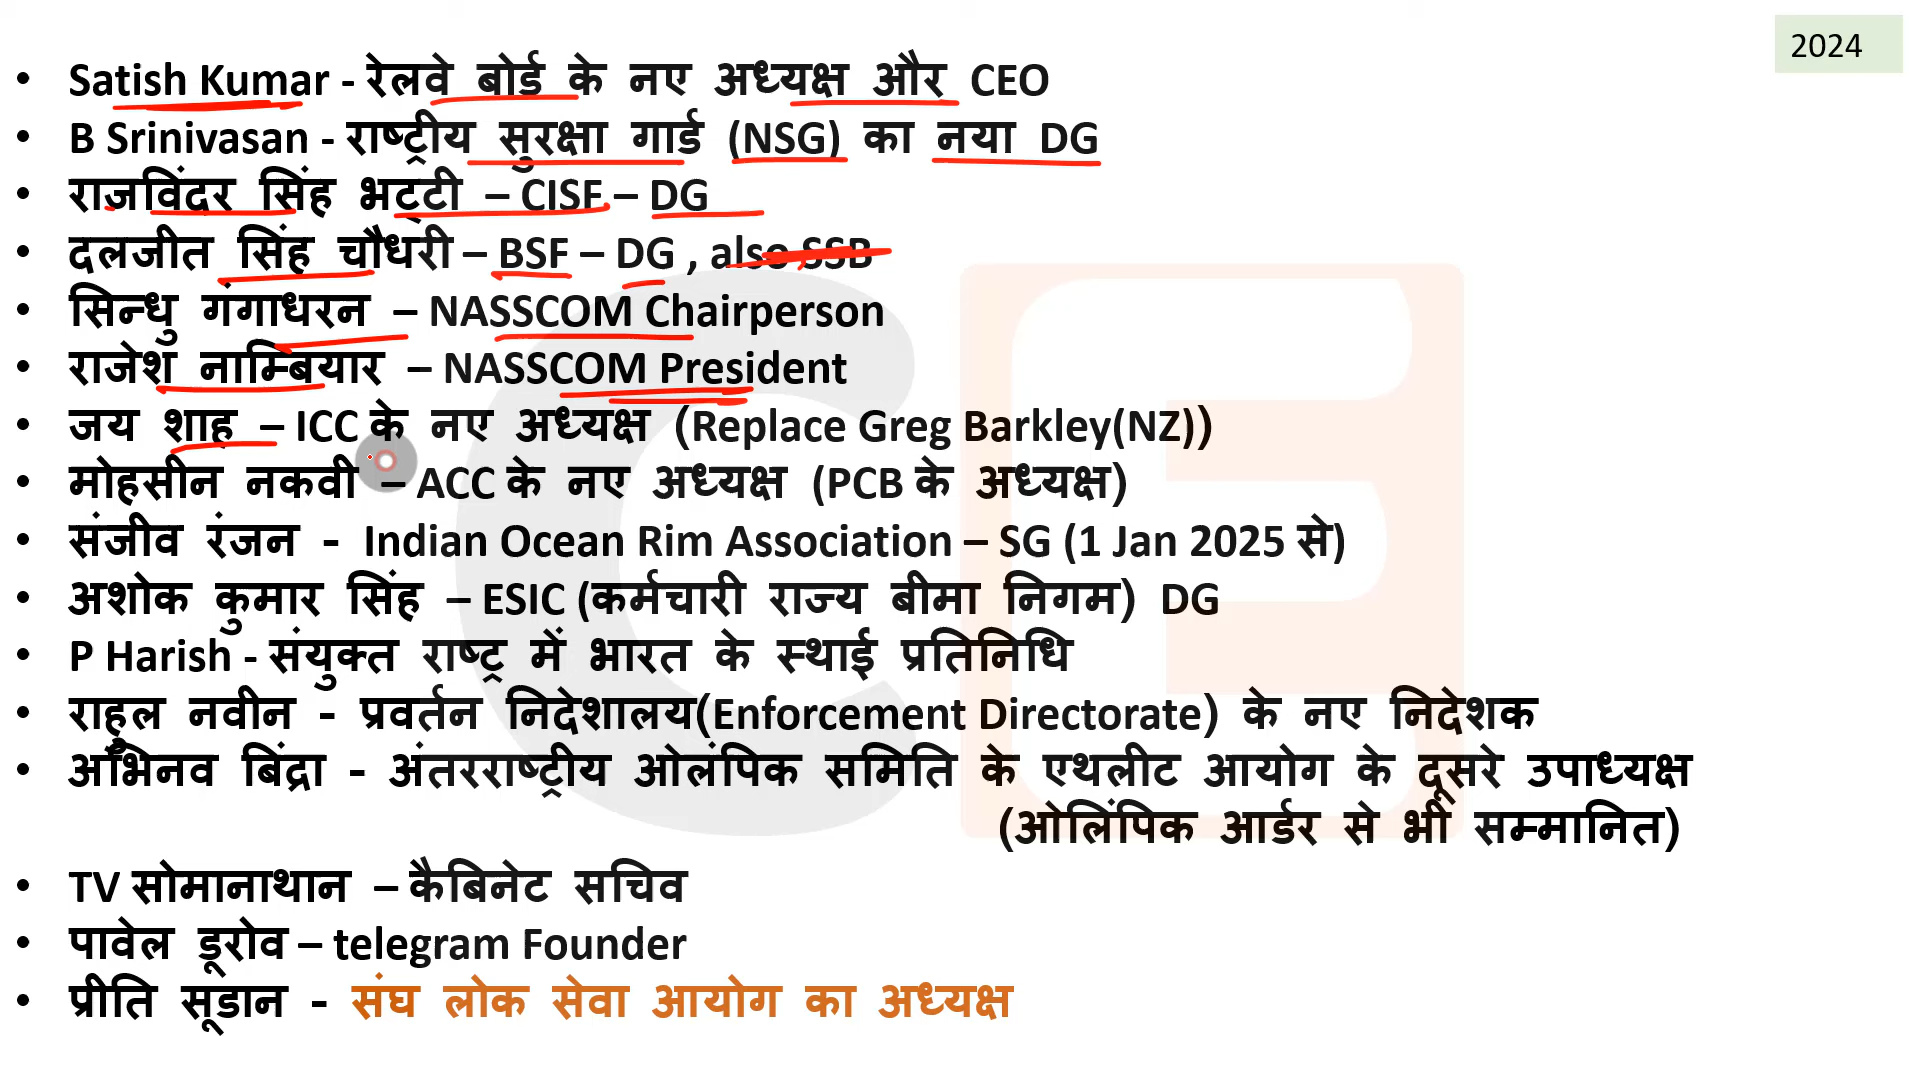 2024
• Satish Kumar - रेलवे बोर्ड के नए अध्यक्ष और CEO
• B Srinivasan - राष्ट्रीय सुरक्षा गार्ड (NSG) का नया DG
• राजविंदर सिंह भट्टी – CISF – DG
• दलजीत सिंह चौधरी – BSF – DG , also SSB
• सिन्धु गंगाधरन – NASSCOM Chairperson
• राजेश नाम्बियार – NASSCOM President
• जय शाह – ICC के नए अध्यक्ष (Replace Greg Barkley(NZ))
• मोहसीन नकवी – ACC के नए अध्यक्ष (PCB के अध्यक्ष)
• संजीव रंजन - Indian Ocean Rim Association – SG (1 Jan 2025 से)
• अशोक कुमार सिंह – ESIC (कर्मचारी राज्य बीमा निगम) DG
• P Harish - संयुक्त राष्ट्र में भारत के स्थाई प्रतिनिधि
• राहुल नवीन - प्रवर्तन निदेशालय(Enforcement Directorate) के नए निदेशक
• अभिनव बिंद्रा - अंतरराष्ट्रीय ओलंपिक समिति के एथलीट आयोग के दूसरे उपाध्यक्ष
(ओलिंपिक आर्डर से भी सम्मानित)
• TV सोमानाथान – कैबिनेट सचिव
• पावेल डूरोव – telegram Founder
• प्रीति सूडान - संघ लोक सेवा आयोग का अध्यक्ष